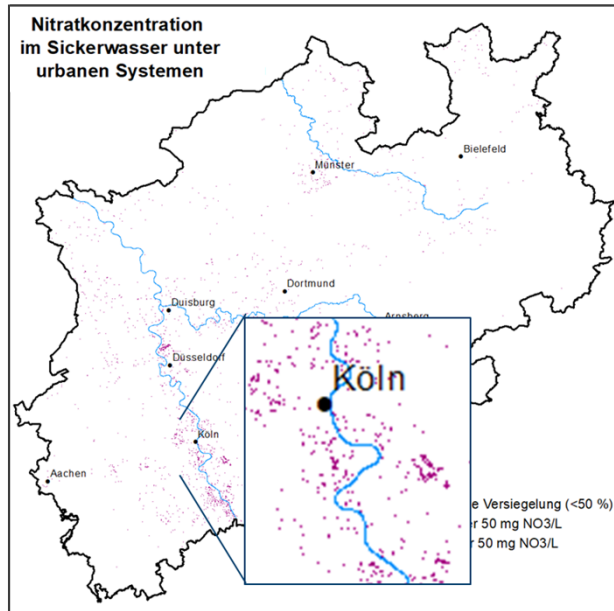 Nitratkonzentration
im Sickerwasser unter
urbanen Systemen
Bielefeld
Münster
Dortmund
Duisburg
Arnsberg
Düsseldorf
Köln
Köln
Aachen
e Versiegelung (<50 %)
er 50 mg NO3/L
r 50 mg NO3/L